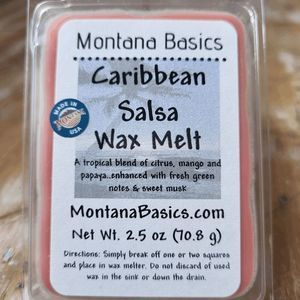 Montana Basics
Caribbean
Salsa
Wax Melt
MADE IN
USA
A tropical blend of citrus, mango and
papaya..enhanced with fresh green
notes & sweet musk
MontanaBasics.com
Net Wt. 2.5 oz (70.8 g)
Directions: Simply break off one or two squares
and place in wax melter. Do not discard of used
wax in the sink or down the drain.